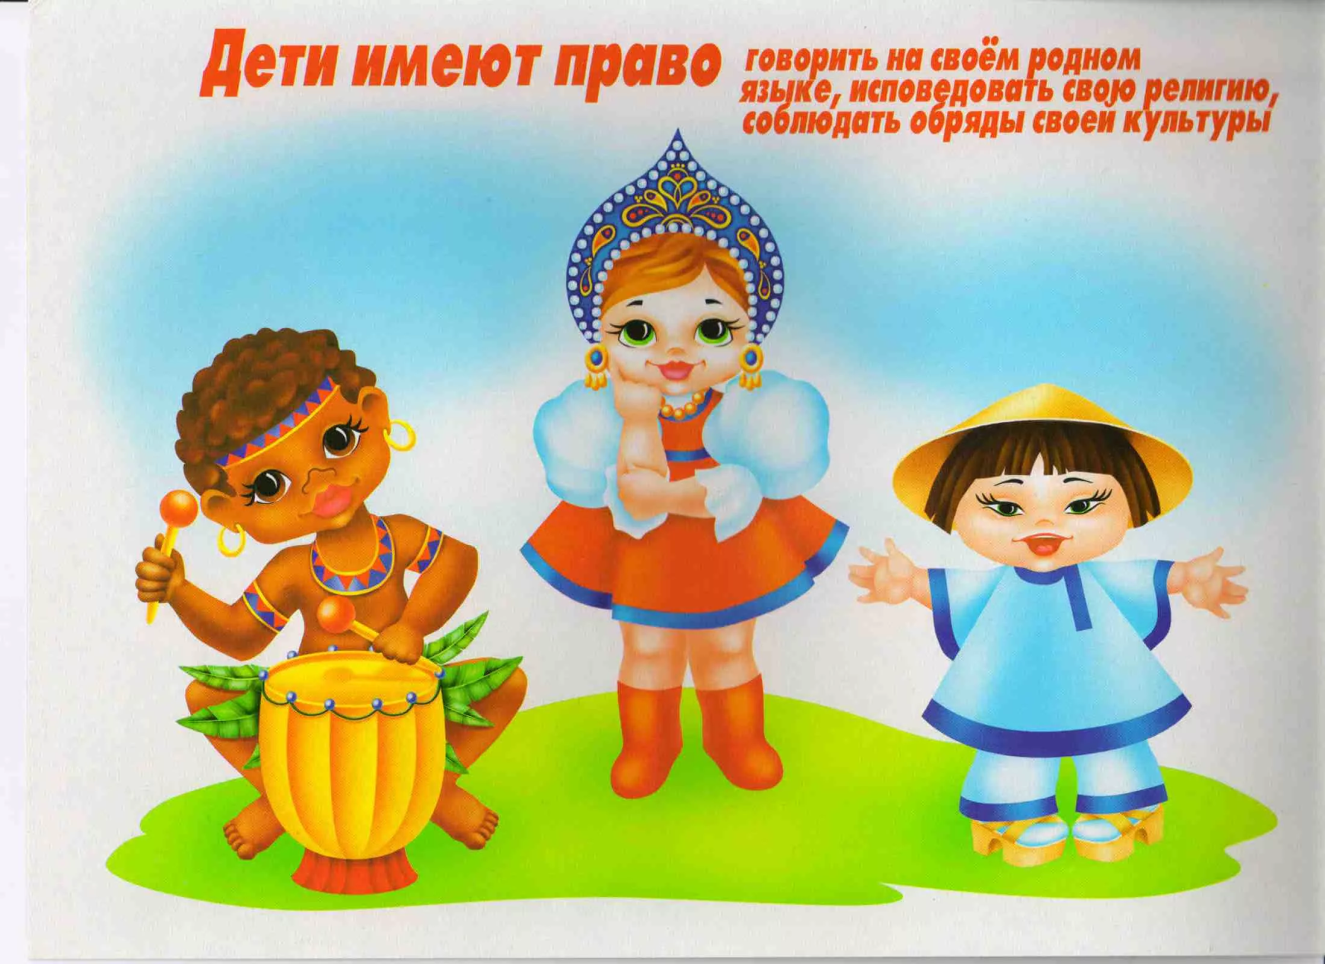 Дети имеют право
говорить на своём родном
языке, исповедовать свою религию,
соблюдать обряды своей культуры